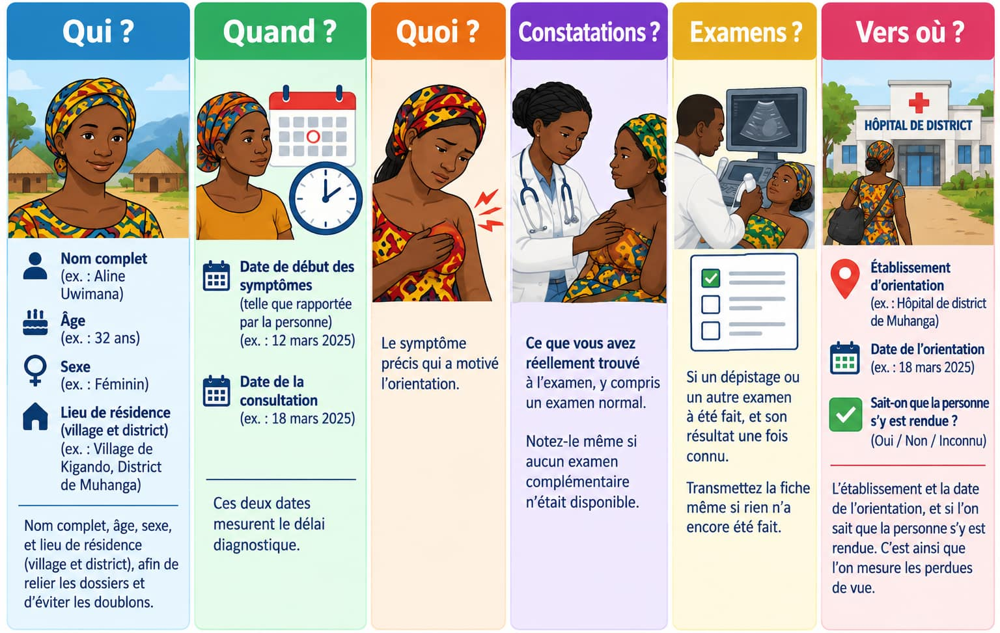 Qui ?
Nom complet
(ex. : Aline
Uwimana)
Âge
(ex. : 32 ans)
Sexe
(ex. : Féminin)
Lieu de résidence
(village et district)
(ex. : Village de
Kigando, District
de Muhanga)
Nom complet, âge, sexe,
et lieu de résidence
(village et district), afin de
relier les dossiers et
d’éviter les doublons.
Quand ?
Date de début des
symptômes
(telle que rapportée
par la personne)
(ex. : 12 mars 2025)
Date de la
consultation
(ex. : 18 mars 2025)
Ces deux dates
mesurent le délai
diagnostique.
Quoi ?
Le symptôme
précis qui a motivé
l’orientation.
Constatations ?
Ce que vous avez
réellement trouvé
à l’examen, y compris
un examen normal.
Notez-le même si
aucun examen
complémentaire
n’était disponible.
Examens ?
Si un dépistage ou
un autre examen
à été fait, et son
résultat une fois
connu.
Transmettez la fiche
même si rien n’a
encore été fait.
Vers où ?
HÔPITAL DE DISTRICT
Établissement
d’orientation
(ex. : Hôpital de district
de Muhanga)
Date de l’orientation
(ex. : 18 mars 2025)
Sait-on que la personne
s’y est rendue ?
(Oui / Non / Inconnu)
L’établissement et la date
de l’orientation, et si l’on
sait que la personne s’y est
rendue. C’est ainsi que
l’on mesure les perdues
de vue.